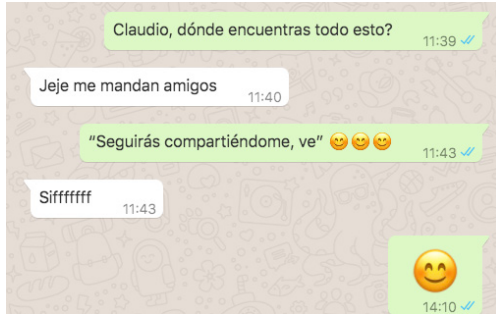 Claudio, dónde encuentras todo esto?
11:39
Jeje me mandan amigos
11:40
“Seguirás compartiéndome, ve” 😊😊😊
11:43
Sifffffff
11:43
😊
14:10